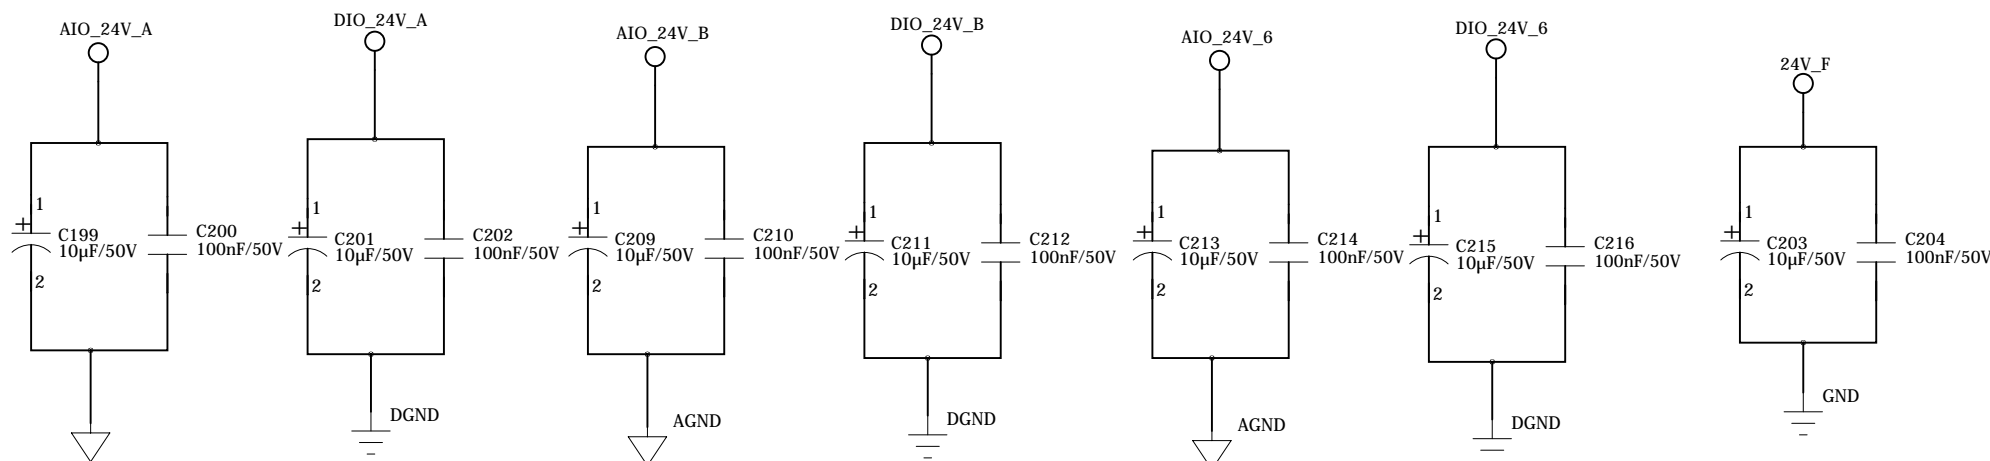 AIO_24V_A
DIO_24V_A
AIO_24V_B
DIO_24V_B
AIO_24V_6
DIO_24V_6
24V_F
1
C199
10µF/50V
2
C200
100nF/50V
1
C201
10µF/50V
2
C202
100nF/50V
DGND
1
C209
10µF/50V
2
C210
100nF/50V
AGND
1
C211
10µF/50V
2
C212
100nF/50V
DGND
1
C213
10µF/50V
2
C214
100nF/50V
AGND
1
C215
10µF/50V
2
C216
100nF/50V
DGND
1
C203
10µF/50V
2
C204
100nF/50V
GND